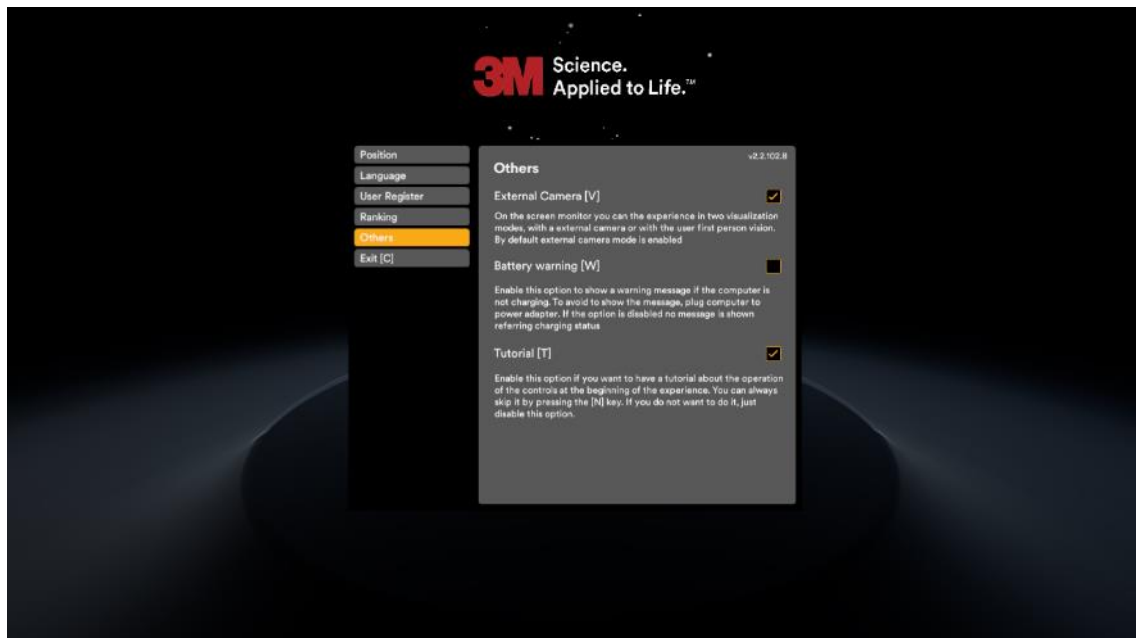 3M Science.
Applied to Life.™
Position
Language
User Register
Ranking
Others
Exit [C]
v2.2.102.8
Others
External Camera [V]
On the screen monitor you can the experience in two visualization
modes, with a external camera or with the user first person vision.
By default external camera mode is enabled
Battery warning [W]
Enable this option to show a warning message if the computer is
not charging. To avoid to show the message, plug computer to
power adapter. If the option is disabled no message is shown
referring charging status
Tutorial [T]
Enable this option if you want to have a tutorial about the operation
of the controls at the beginning of the experience. You can always
skip it by pressing the [N] key. If you do not want to do it, just
disable this option.